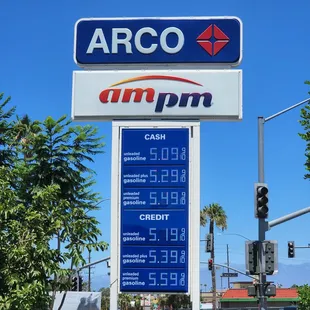 ARCO
ampm
CASH
unleaded
gasoline 5.09 9/10
unleaded plus
gasoline 5.29 9/10
unleaded premium
gasoline 5.49 9/10
CREDIT
unleaded
gasoline 5.19 9/10
unleaded plus
gasoline 5.39 9/10
unleaded premium
gasoline 5.59 9/10